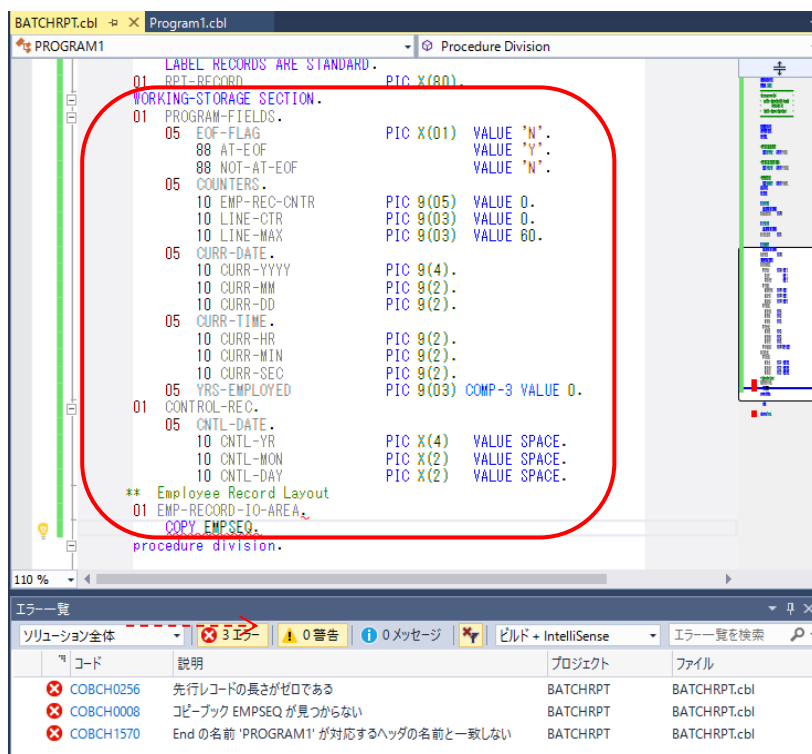 BATCHRPT.cbl Program1.cbl
PROGRAM1 Procedure Division
LABEL RECORDS ARE STANDARD.
01 RPT-RECORD PIC X(80).
WORKING-STORAGE SECTION.
01 PROGRAM-FIELDS.
05 EOF-FLAG PIC X(01) VALUE 'N'.
88 AT-EOF VALUE 'Y'.
88 NOT-AT-EOF VALUE 'N'.
05 COUNTERS.
10 EMP-REC-CNTR PIC 9(05) VALUE 0.
10 LINE-CTR PIC 9(03) VALUE 0.
10 LINE-MAX PIC 9(03) VALUE 60.
05 CURR-DATE.
10 CURR-YYYY PIC 9(4).
10 CURR-MM PIC 9(2).
10 CURR-DD PIC 9(2).
05 CURR-TIME.
10 CURR-HR PIC 9(2).
10 CURR-MIN PIC 9(2).
10 CURR-SEC PIC 9(2).
05 YRS-EMPLOYED PIC 9(03) COMP-3 VALUE 0.
01 CONTROL-REC.
05 CNTL-DATE.
10 CNTL-YR PIC X(4) VALUE SPACE.
10 CNTL-MON PIC X(2) VALUE SPACE.
10 CNTL-DAY PIC X(2) VALUE SPACE.
** Employee Record Layout
01 EMP-RECORD-IO-AREA.
COPY EMPSEQ.
procedure division.
110 %
エラー一覧
ソリューション全体 3 エラー 0 警告 0 メッセージ ビルド + IntelliSense エラー一覧を検索
コード 説明 プロジェクト ファイル
COBCH0256 先行レコードの長さがゼロである BATCHRPT BATCHRPT.cbl
COBCH0008 コピーブック EMPSEQ が見つからない BATCHRPT BATCHRPT.cbl
COBCH1570 End の名前 'PROGRAM1' が対応するヘッダの名前と一致しない BATCHRPT BATCHRPT.cbl